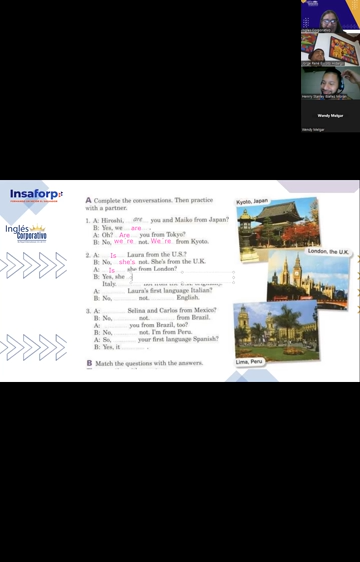 Wendy Melgar
Wendy Melgar
Insaforp
Inglés
Corporativo
A Complete the conversations. Then practice
with a partner.
1. A: Hiroshi, are you and Maiko from Japan?
B: Yes, we are.
A: Oh? Are you from Tokyo?
B: No, we're not. We're from Kyoto.
2. A: Is Laura from the U.S.?
B: No, she's not. She's from the U.K.
A: Is she from London?
B: Yes, she
Italy.
A: Laura's first language Italian?
B: No, not. English.
3. A: Selina and Carlos from Mexico?
B: No, not. from Brazil.
A: you from Brazil, too?
B: No, not. I'm from Peru.
A: So, your first language Spanish?
B: Yes, it .
B Match the questions with the answers.
Kyoto, Japan
London, the U.K.
Lima, Peru